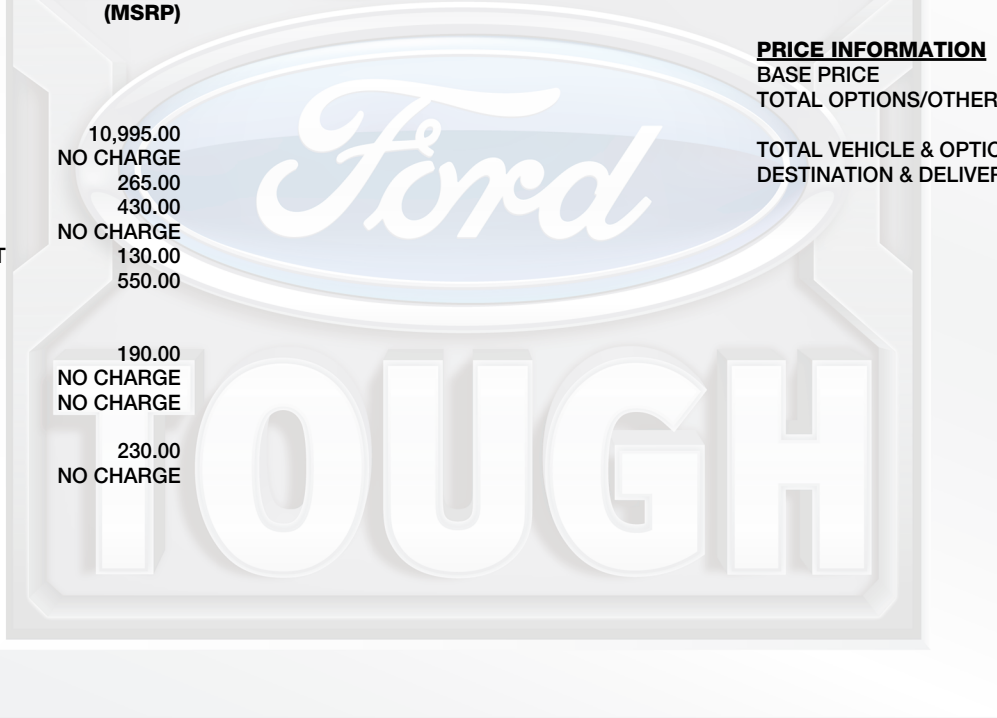 (MSRP)
10,995.00
NO CHARGE
265.00
430.00
NO CHARGE
T 130.00
550.00
190.00
NO CHARGE
NO CHARGE
230.00
NO CHARGE
PRICE INFORMATION
BASE PRICE
TOTAL OPTIONS/OTHER
TOTAL VEHICLE & OPTIO
DESTINATION & DELIVER
Ford
TOUGH